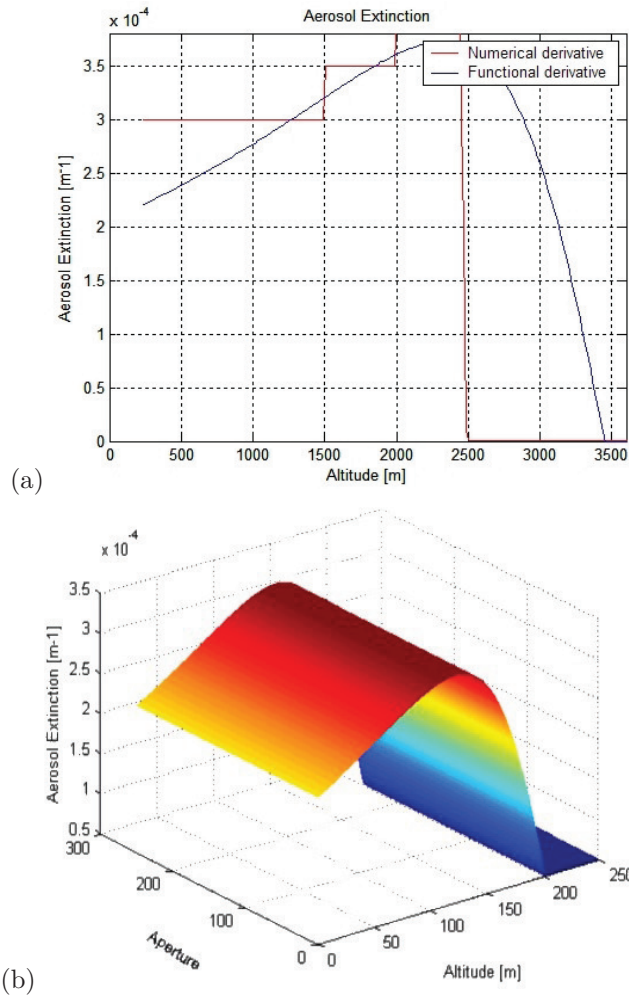 x 10^-4
Aerosol Extinction
Numerical derivative
Functional derivative
3.5
3
2.5
2
1.5
1
0.5
0
Aerosol Extinction [m^-1]
0 500 1000 1500 2000 2500 3000 3500
Altitude [m]
(a)
x 10^-4
3.5
3
2.5
2
1.5
1
0.5
Aerosol Extinction [m-1]
300
200
100
0
Aperture
0
50
100
150
200
250
Altitude [m]
(b)